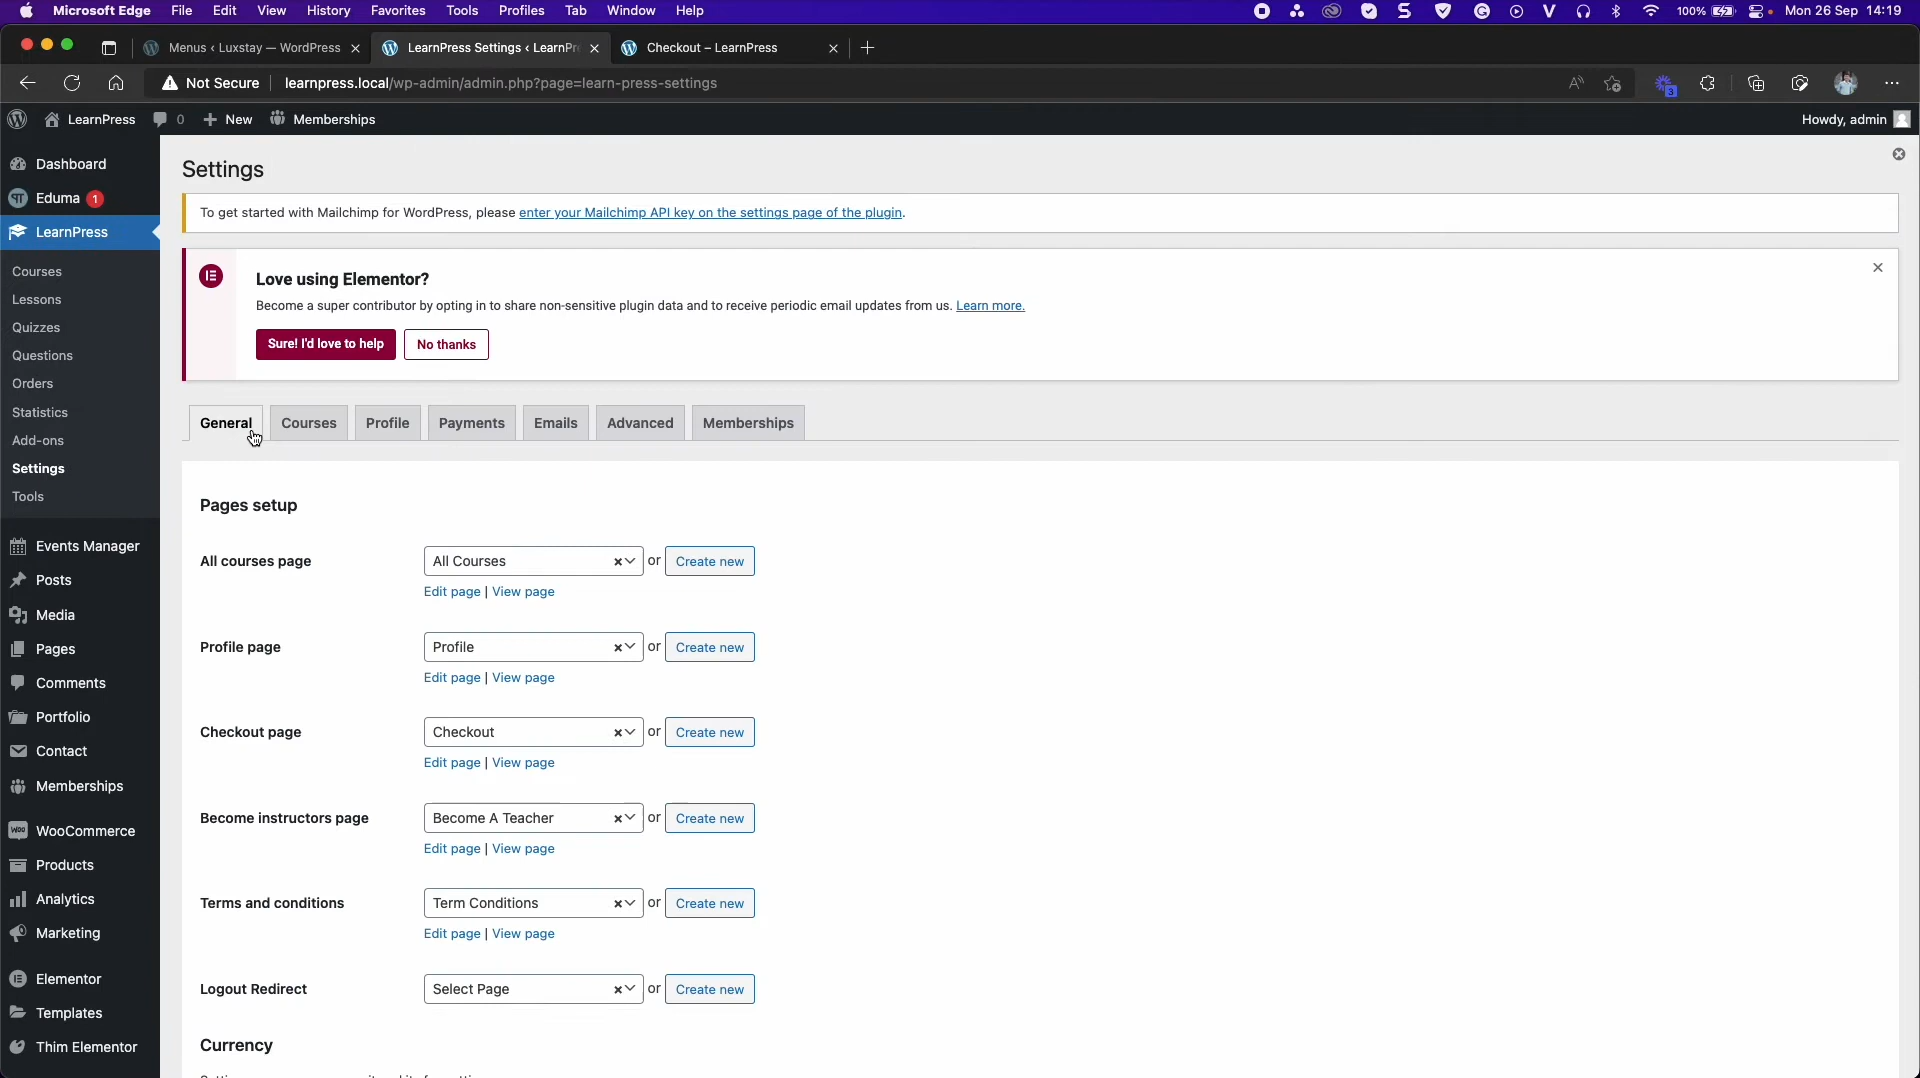 Microsoft Edge File Edit View History Favorites Tools Profiles Tab Window Help 100% Mon 26 Sep 14:19
Menus ‹ Luxstay — WordPress
LearnPress Settings ‹ LearnPr
Checkout – LearnPress
Not Secure learnpress.local/wp-admin/admin.php?page=learn-press-settings
3
LearnPress 0 New Memberships Howdy, admin
Dashboard
Eduma 1
LearnPress
Courses
Lessons
Quizzes
Questions
Orders
Statistics
Add-ons
Settings
Tools
Events Manager
Posts
Media
Pages
Comments
Portfolio
Contact
Memberships
WooCommerce
Products
Analytics
Marketing
Elementor
Templates
Thim Elementor
Settings
To get started with Mailchimp for WordPress, please enter your Mailchimp API key on the settings page of the plugin.
Love using Elementor?
Become a super contributor by opting in to share non-sensitive plugin data and to receive periodic email updates from us. Learn more.
Sure! I'd love to help No thanks
General Courses Profile Payments Emails Advanced Memberships
Pages setup
All courses page All Courses or Create new
Edit page | View page
Profile page Profile or Create new
Edit page | View page
Checkout page Checkout or Create new
Edit page | View page
Become instructors page Become A Teacher or Create new
Edit page | View page
Terms and conditions Term Conditions or Create new
Edit page | View page
Logout Redirect Select Page or Create new
Currency